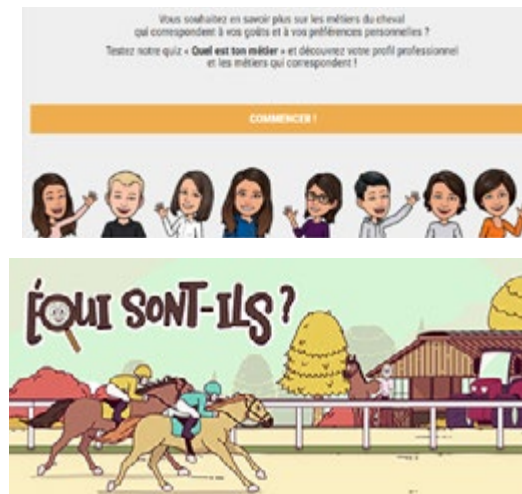 Vous souhaitez en savoir plus sur les métiers du cheval
qui correspondent à vos goûts et à vos préférences personnelles ?
Testez notre quiz « Quel est ton métier » et découvrez votre profil professionnel
et les métiers qui correspondent !
COMMENCER !
ÉQUI SONT-ILS ?